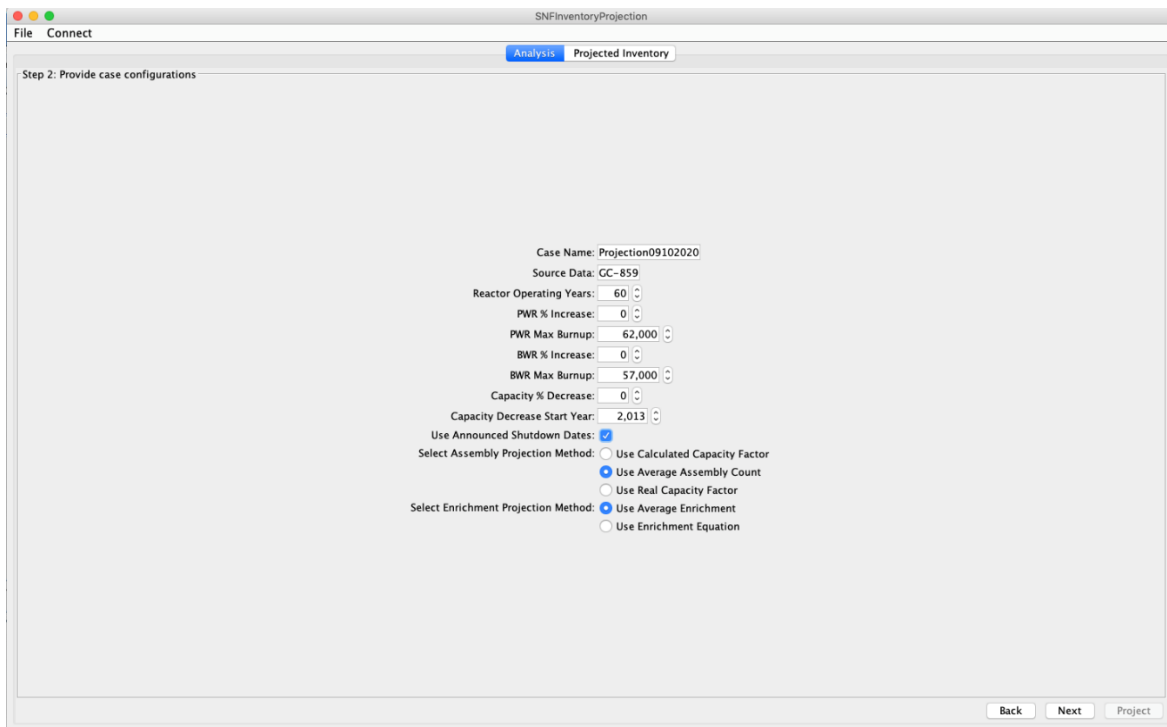 SNFInventoryProjection
File Connect
Analysis Projected Inventory
Step 2: Provide case configurations
Case Name: Projection09102020
Source Data: GC-859
Reactor Operating Years: 60
PWR % Increase: 0
PWR Max Burnup: 62,000
BWR % Increase: 0
BWR Max Burnup: 57,000
Capacity % Decrease: 0
Capacity Decrease Start Year: 2,013
Use Announced Shutdown Dates:
Select Assembly Projection Method: Use Calculated Capacity Factor
Use Average Assembly Count
Use Real Capacity Factor
Select Enrichment Projection Method: Use Average Enrichment
Use Enrichment Equation
Back Next Project